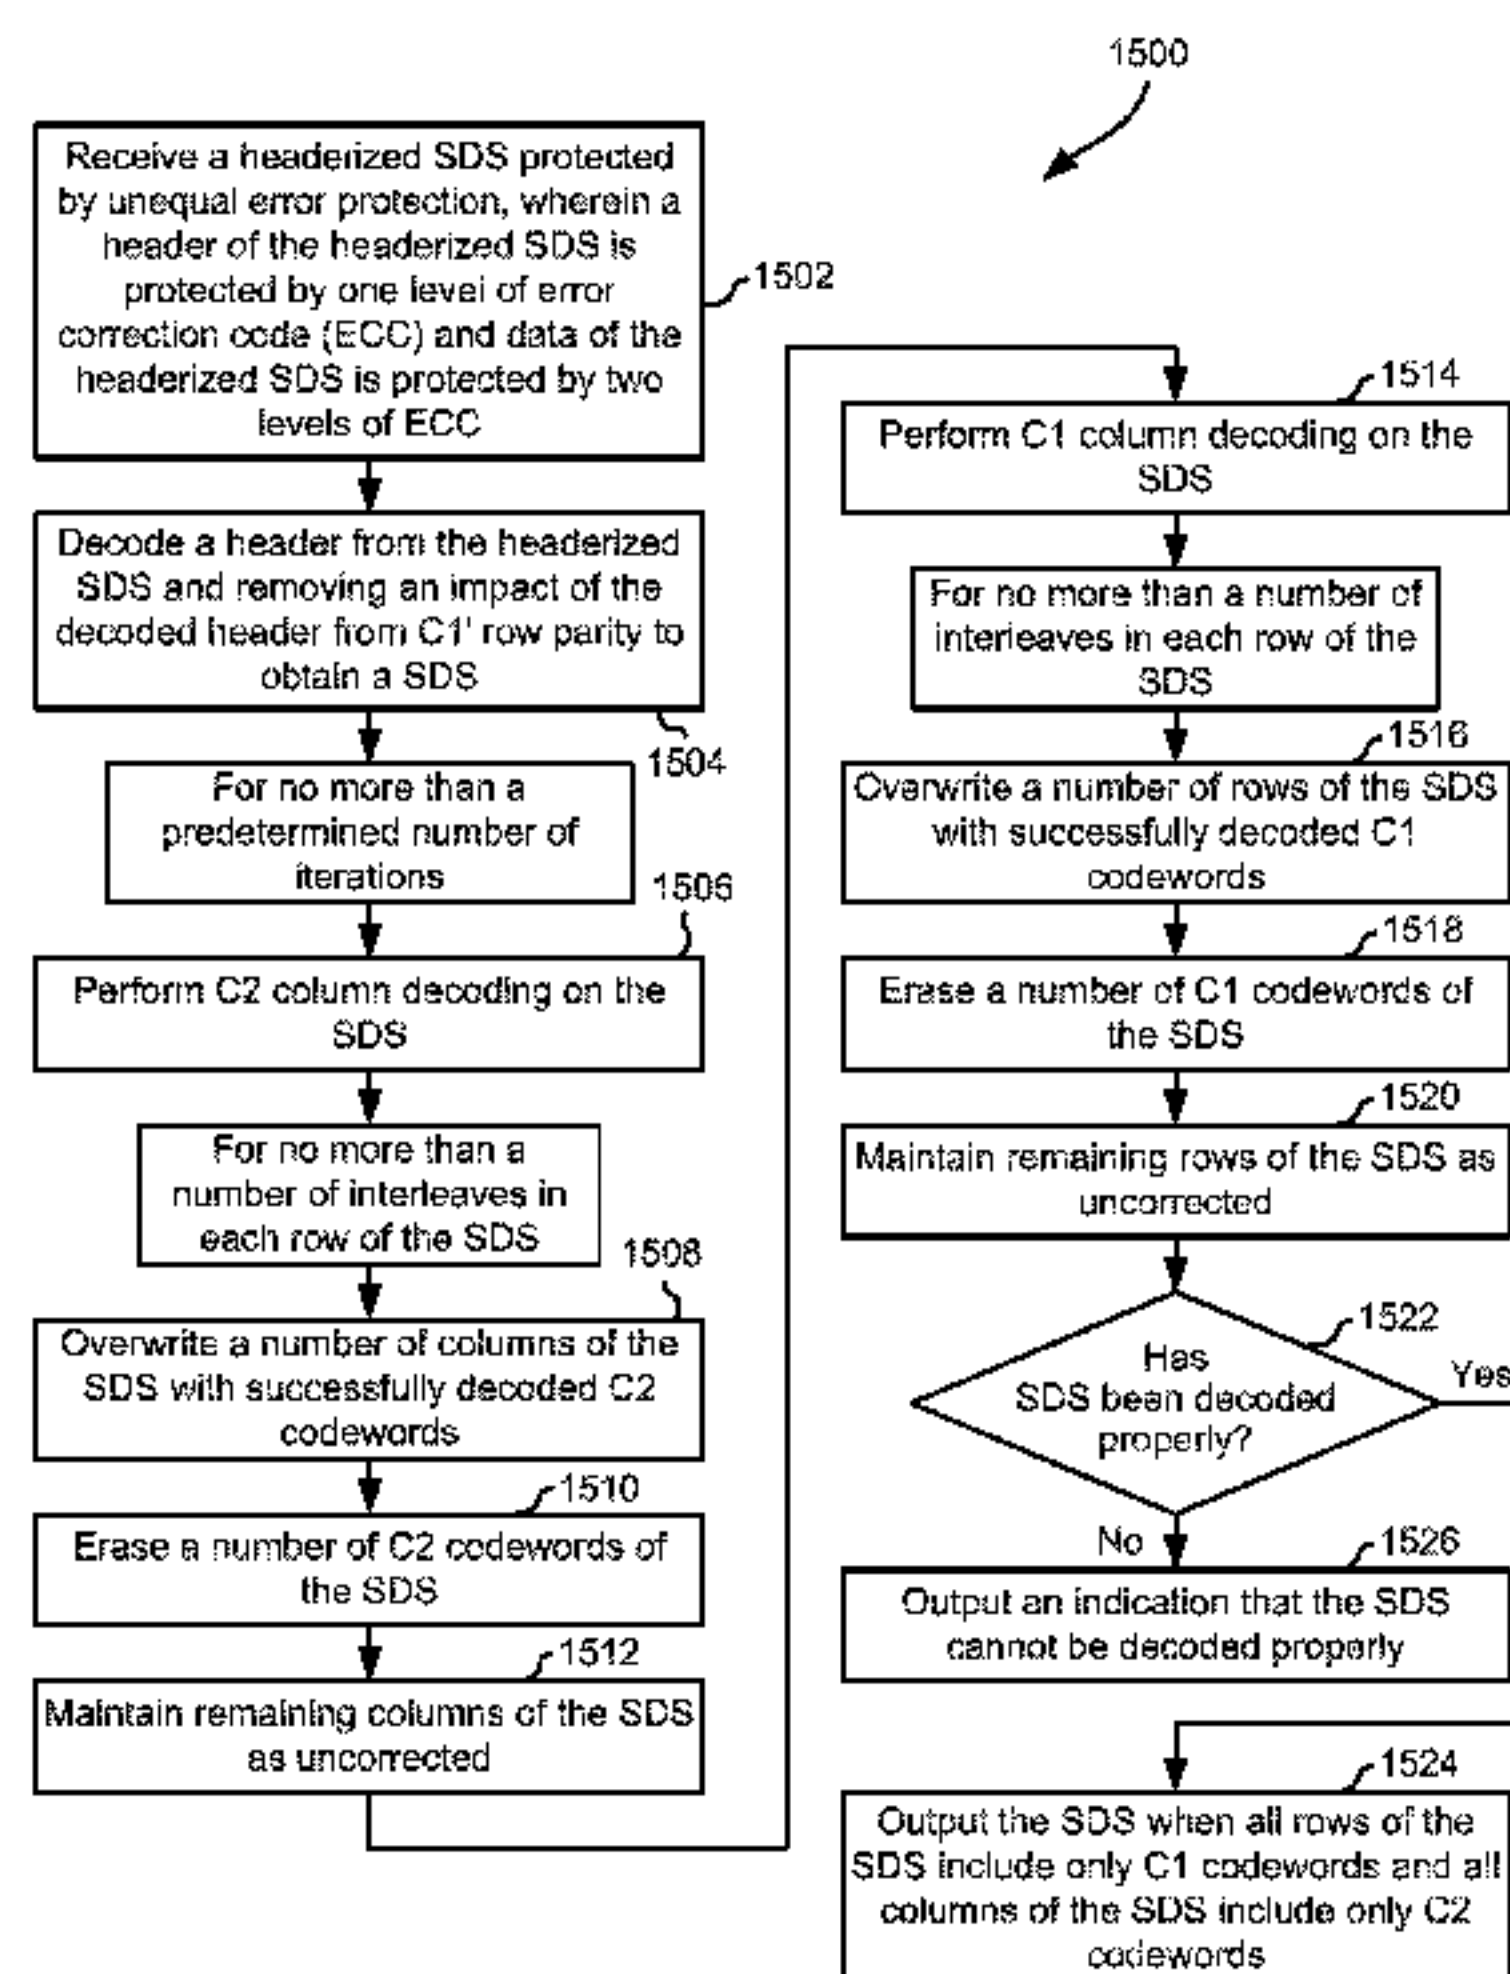 1500
Receive a headerized SDS protected
by unequal error protection, wherein a
header of the headerized SDS is
protected by one level of error
correction code (ECC) and data of the
headerized SDS is protected by two
levels of ECC
1502
Decode a header from the headerized
SDS and removing an impact of the
decoded header from C1' row parity to
obtain a SDS
1504
For no more than a
predetermined number of
iterations
1506
Perform C2 column decoding on the
SDS
For no more than a
number of interleaves in
each row of the SDS
1508
Overwrite a number of columns of the
SDS with successfully decoded C2
codewords
1510
Erase a number of C2 codewords of
the SDS
1512
Maintain remaining columns of the SDS
as uncorrected
1514
Perform C1 column decoding on the
SDS
For no more than a number of
interleaves in each row of the
SDS
1516
Overwrite a number of rows of the SDS
with successfully decoded C1
codewords
1518
Erase a number of C1 codewords of
the SDS
1520
Maintain remaining rows of the SDS as
uncorrected
1522
Has
SDS been decoded
properly?
Yes
No
1526
Output an indication that the SDS
cannot be decoded properly
1524
Output the SDS when all rows of the
SDS include only C1 codewords and all
columns of the SDS include only C2
codewords